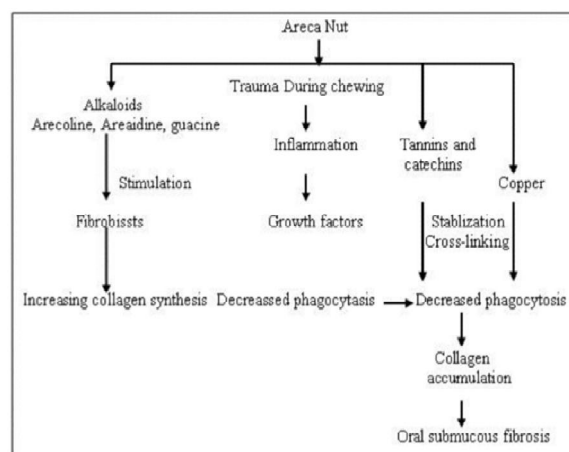 Areca Nut
Alkaloids
Arecoline, Areaidine, guacine
Trauma During chewing
Tannins and
catechins
Copper
Inflammation
Stimulation
Fibrobissts
Growth factors
Stablization
Cross-linking
Increasing collagen synthesis
Decreassed phagocytasis
Decreased phagocytosis
Collagen
accumulation
Oral submucous fibrosis